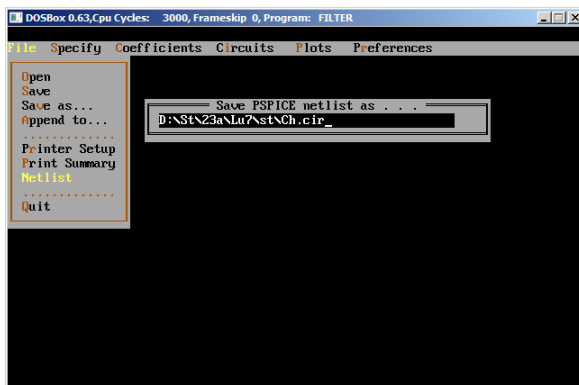 DOSBox 0.63,Cpu Cycles: 3000, Frameskip 0, Program: FILTER
File Specify Coefficients Circuits Plots Preferences
Open
Save
Save as...
Append to...
.............
Printer Setup
Print Summary
Netlist
.............
Quit
Save PSPICE netlist as . . .
D:\St\23a\Lu7\st\Ch.cir_